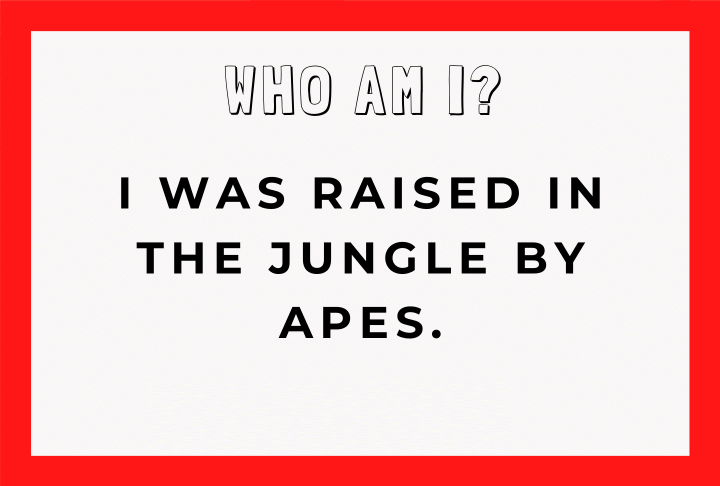 WHO AM I?
I WAS RAISED IN
THE JUNGLE BY
APES.